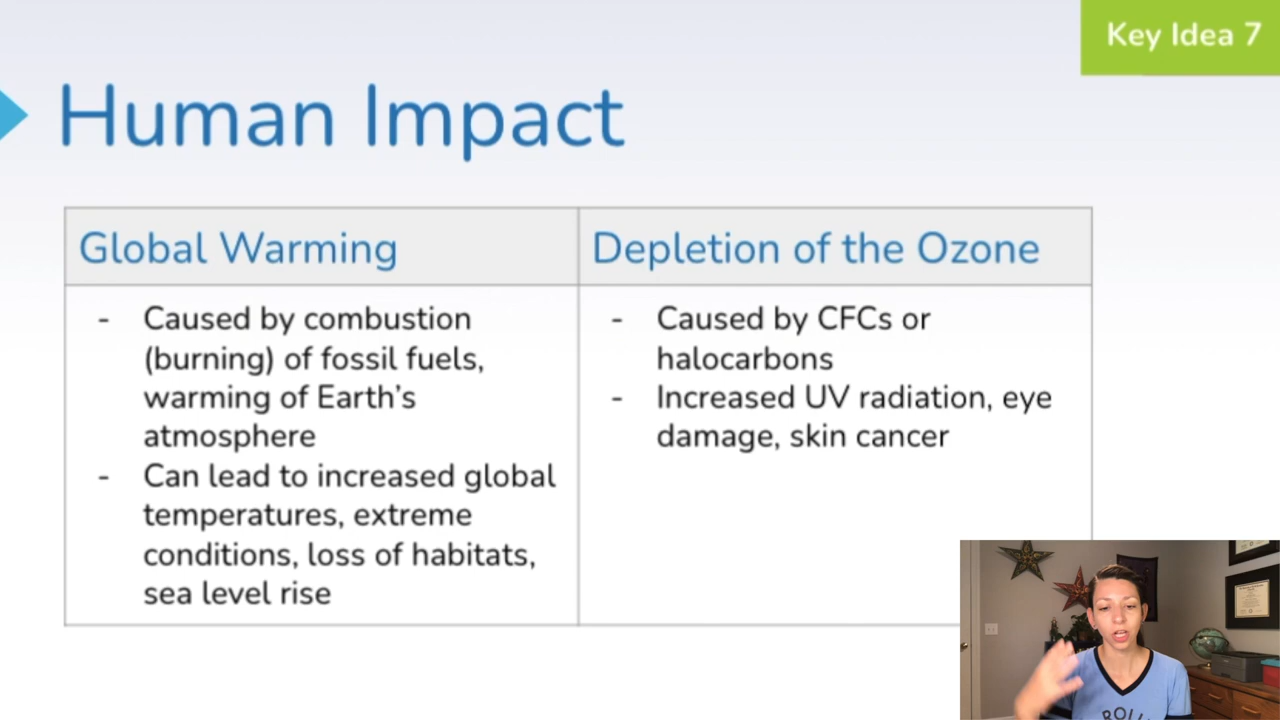 Key Idea 7
Human Impact
Global Warming
Depletion of the Ozone
- Caused by combustion
(burning) of fossil fuels,
warming of Earth's
atmosphere
- Can lead to increased global
temperatures, extreme
conditions, loss of habitats,
sea level rise
- Caused by CFCs or
halocarbons
- Increased UV radiation, eye
damage, skin cancer